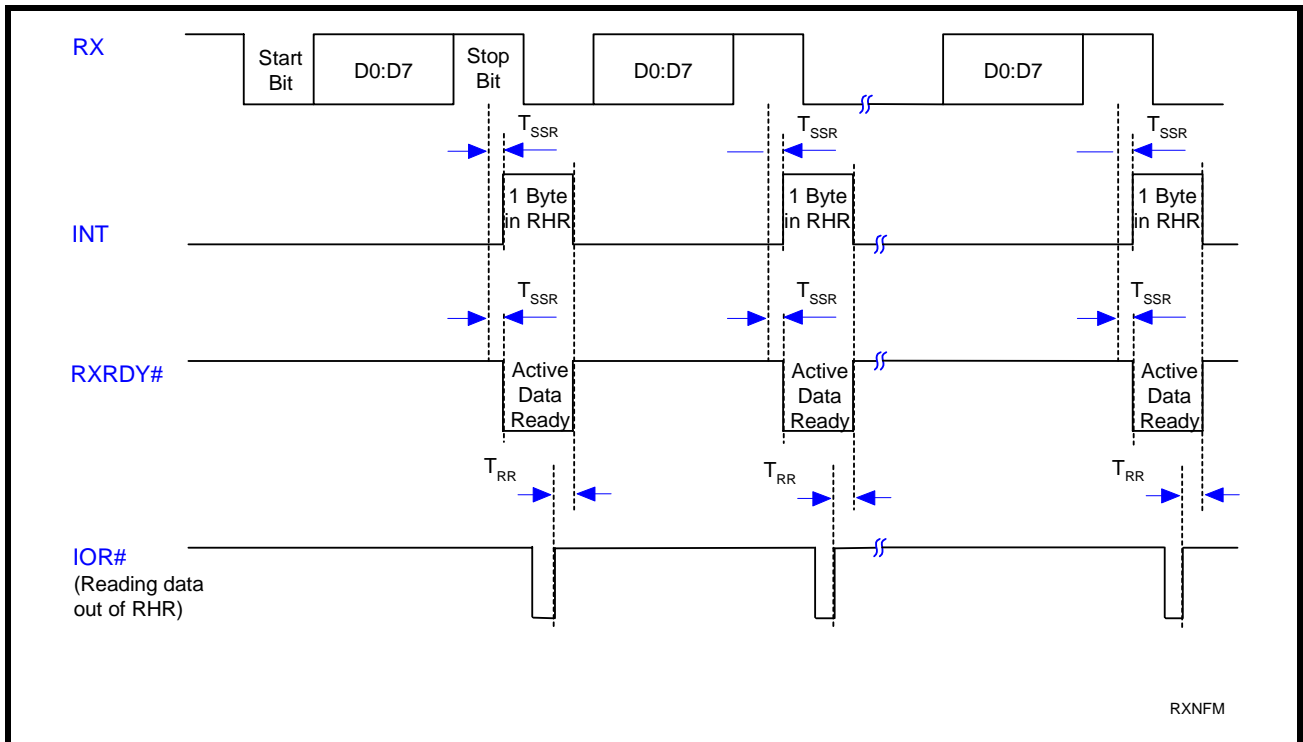 RX
Start
Bit
D0:D7
Stop
Bit
D0:D7
D0:D7
TSSR
TSSR
TSSR
INT
1 Byte
in RHR
1 Byte
in RHR
1 Byte
in RHR
TSSR
TSSR
TSSR
RXRDY#
Active
Data
Ready
Active
Data
Ready
Active
Data
Ready
TRR
TRR
TRR
IOR#
(Reading data
out of RHR)
RXNFM